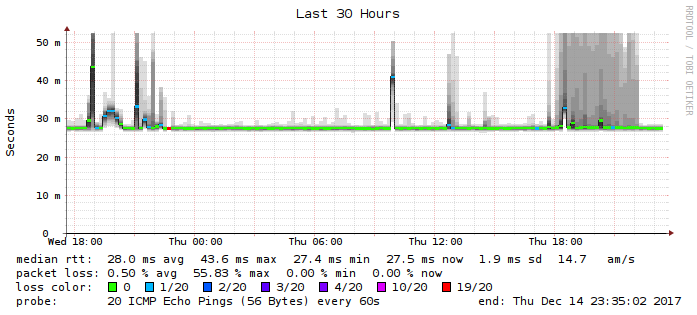 Last 30 Hours
RRDTOOL / TOBI OETIKER
Seconds
50 m
40 m
30 m
20 m
10 m
0
Wed 18:00 Thu 00:00 Thu 06:00 Thu 12:00 Thu 18:00
median rtt: 28.0 ms avg 43.6 ms max 27.4 ms min 27.5 ms now 1.9 ms sd 14.7 am/s
packet loss: 0.50 % avg 55.83 % max 0.00 % min 0.00 % now
loss color: 0 1/20 2/20 3/20 4/20 10/20 19/20
probe: 20 ICMP Echo Pings (56 Bytes) every 60s end: Thu Dec 14 23:35:02 2017